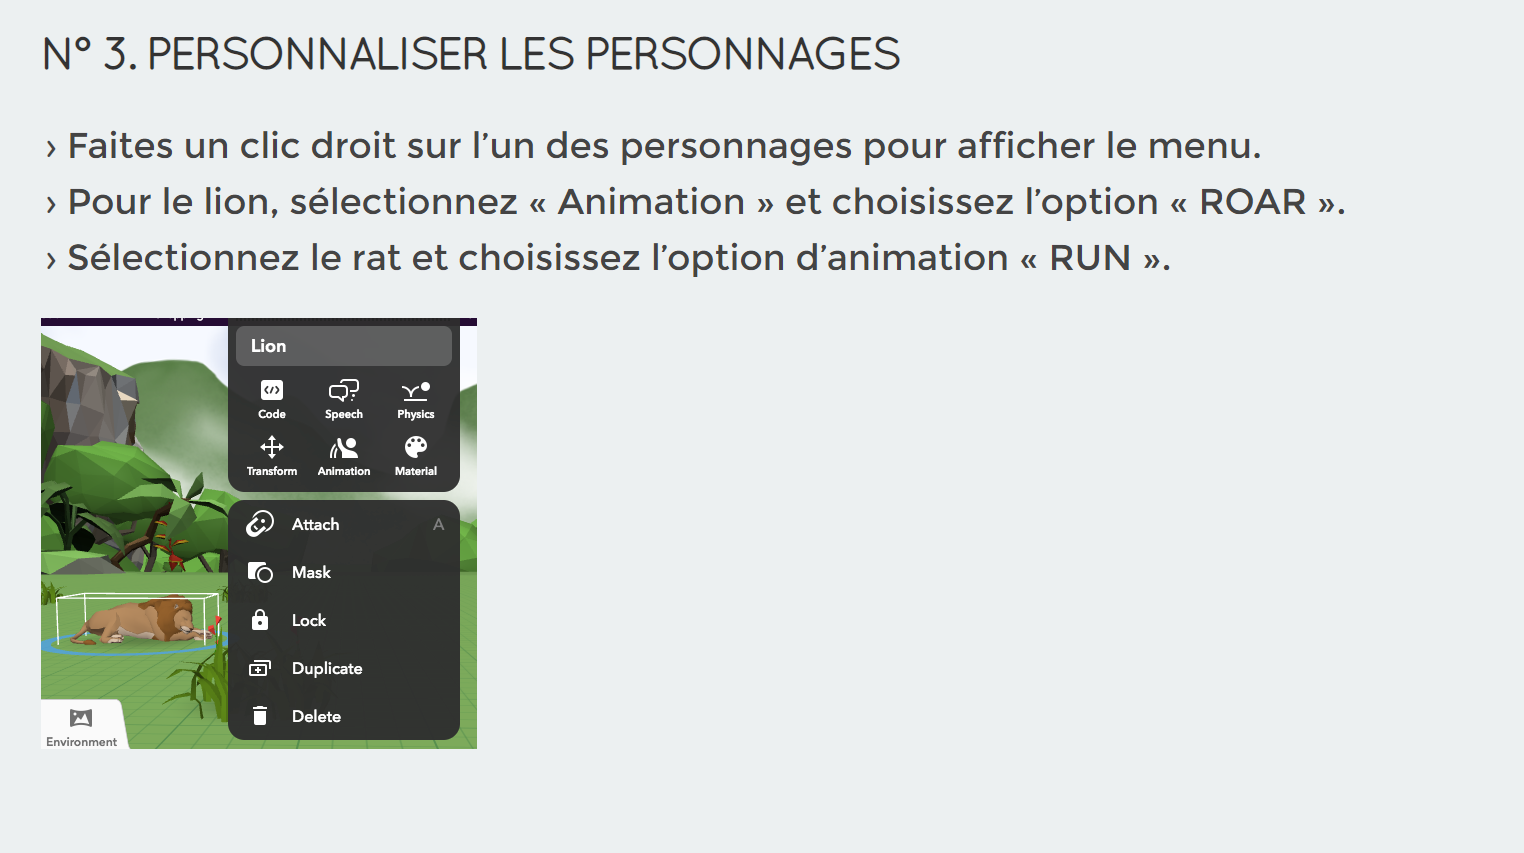 N° 3. PERSONNALISER LES PERSONNAGES
› Faites un clic droit sur l’un des personnages pour afficher le menu.
› Pour le lion, sélectionnez « Animation » et choisissez l’option « ROAR ».
› Sélectionnez le rat et choisissez l’option d’animation « RUN ».
Lion
Code Speech Physics
Transform Animation Material
Attach A
Mask
Lock
Duplicate
Delete
Environment